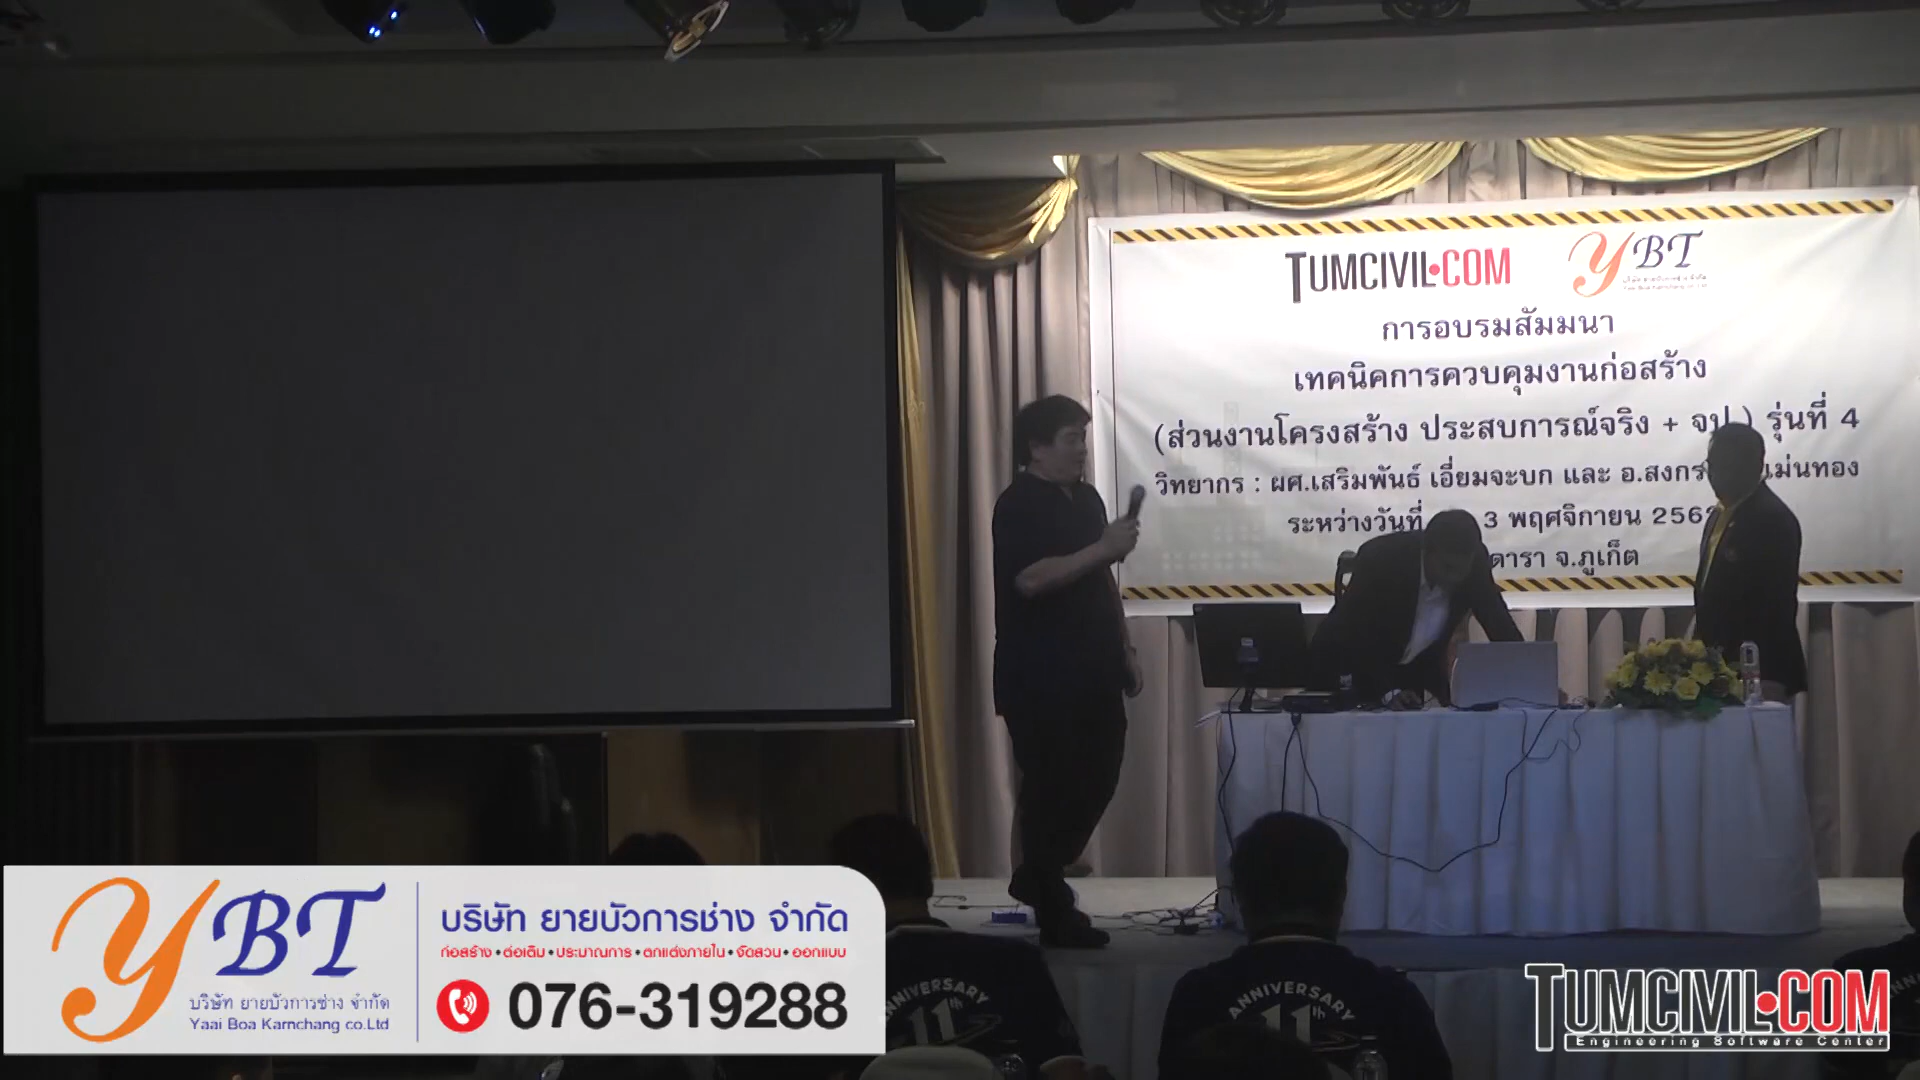 TUMCIVIL•COM
YBT
การอบรมสัมมนา
เทคนิคการควบคุมงานก่อสร้าง
(ส่วนงานโครงสร้าง ประสบการณ์จริง + จป.) รุ่นที่ 4
วิทยากร : ผศ.เสริมพันธ์ เอี่ยมจะบก และ อ.สงกร เม่นทอง
ระหว่างวันที่ 3 พฤศจิกายน 256
ดารา จ.ภูเก็ต
YBT
บริษัท ยายบัวการช่าง จำกัด
Yaai Boa Karnchang co.Ltd
บริษัท ยายบัวการช่าง จำกัด
ก่อสร้าง • ต่อเติม • ประมาณการ • ตกแต่งภายใน • จัดสวน • ออกแบบ
076-319288
ANNIVERSARY
11th
ANNIVERSARY
11th
TUMCIVIL•COM
Engineering Software Center